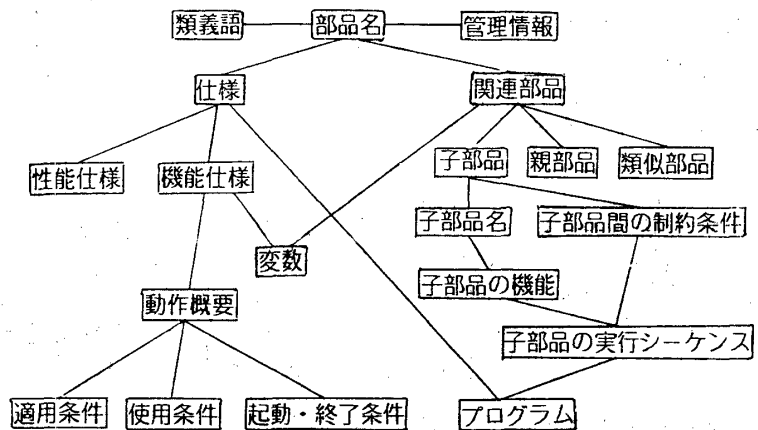 類義語
部品名
管理情報
仕様
関連部品
性能仕様
機能仕様
子部品
親部品
類似部品
子部品名
子部品間の制約条件
変数
子部品の機能
動作概要
子部品の実行シーケンス
適用条件
使用条件
起動・終了条件
プログラム